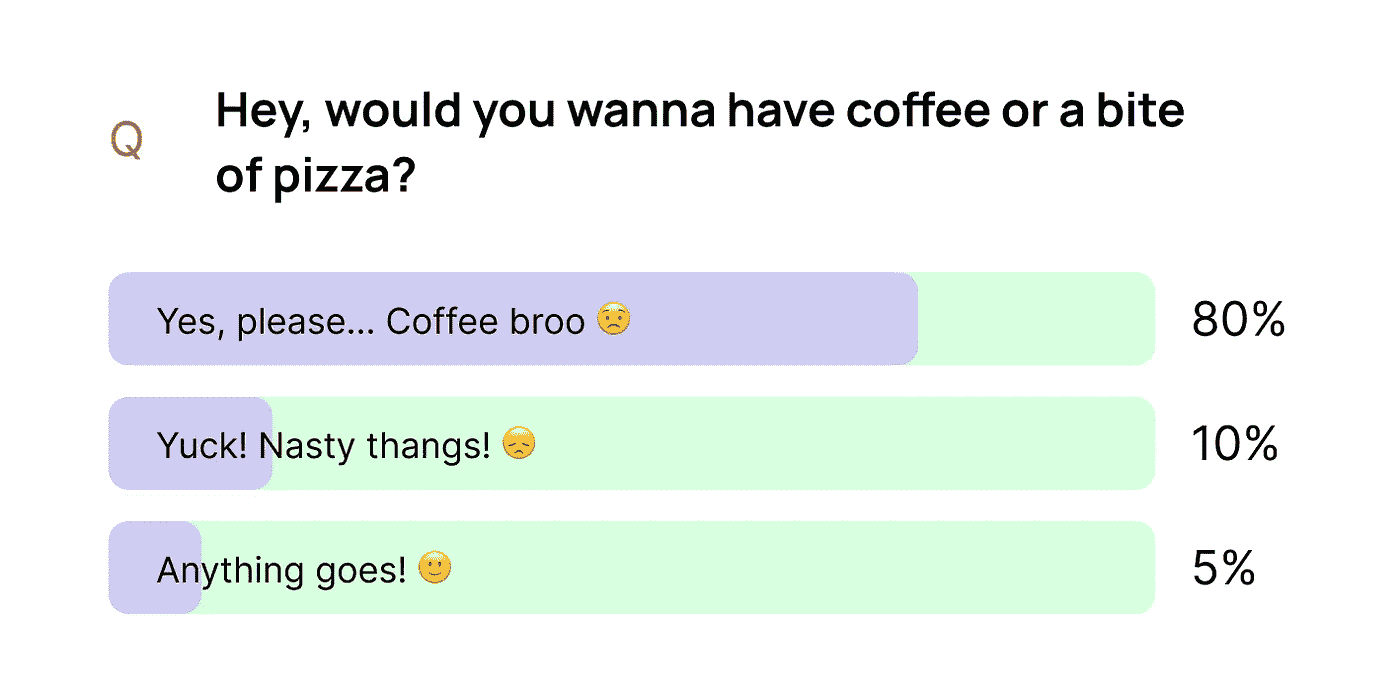 Q
Hey, would you wanna have coffee or a bite
of pizza?
Yes, please... Coffee broo 😟 80%
Yuck! Nasty thangs! 😞 10%
Anything goes! 🙂 5%